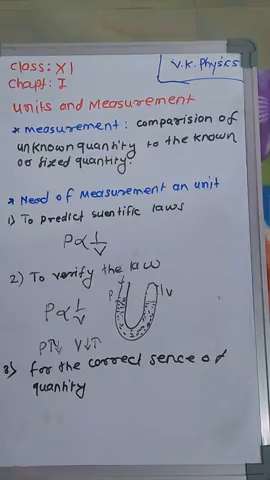 Class: XI
V.K. Physics
Chapt: I
Units and Measurement
* Measurement: comparision of
unknown quantity to the known
or fixed quantity.
* Need of Measurement an unit
1) To predict scientific laws
P∝1/V
2) To verify the law
P∝1/V
P
V
P↑↓ V↓↑
3) for the correct sence of
quantity